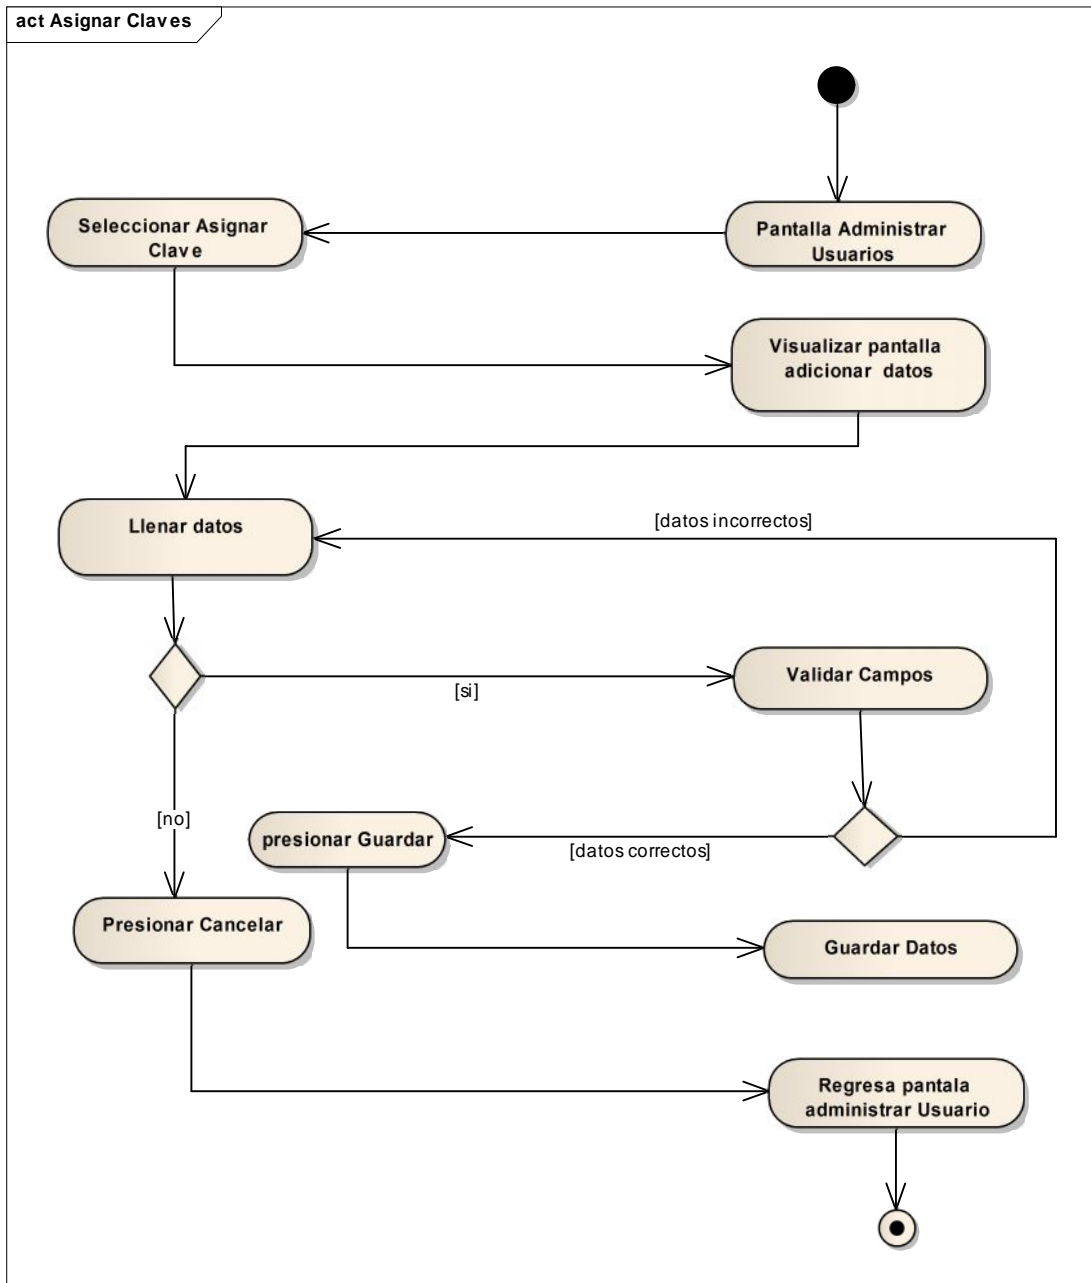 act Asignar Claves
Seleccionar Asignar
Clave
Pantalla Administrar
Usuarios
Visualizar pantalla
adicionar datos
Llenar datos
[datos incorrectos]
[si]
Validar Campos
[no]
presionar Guardar
[datos correctos]
Presionar Cancelar
Guardar Datos
Regresa pantala
administrar Usuario